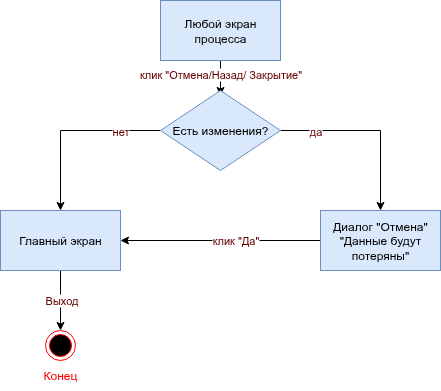 Любой экран
процесса
клик "Отмена/Назад/ Закрытие"
Есть изменения?
нет
да
Главный экран
клик "Да"
Диалог "Отмена"
"Данные будут
потеряны"
Выход
Конец